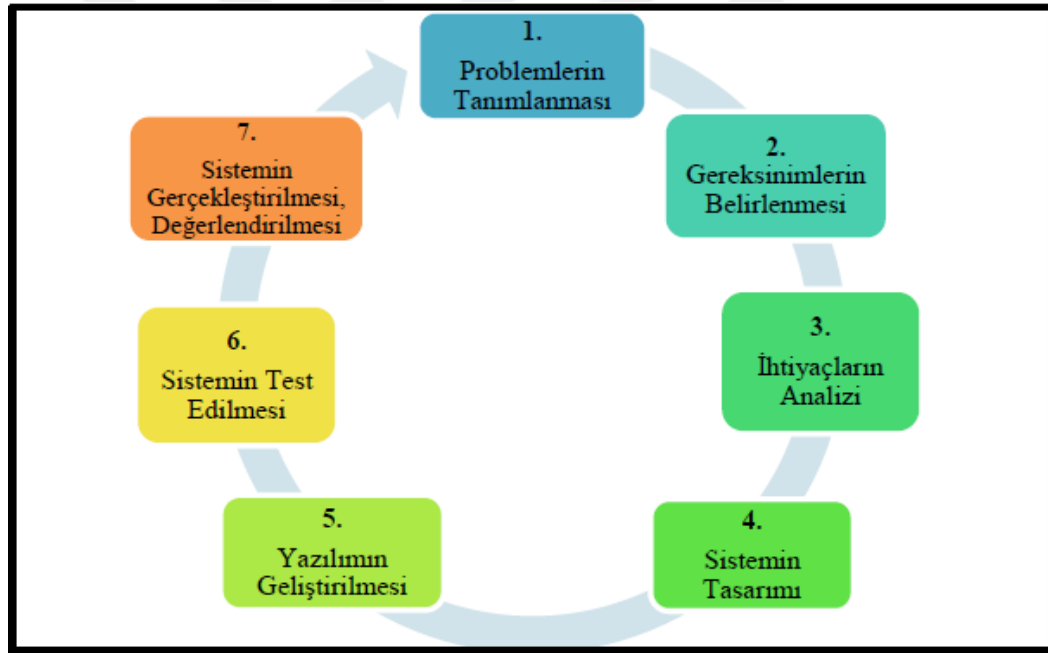 1.
Problemlerin
Tanımlanması
2.
Gereksinimlerin
Belirlenmesi
3.
İhtiyaçların
Analizi
4.
Sistemin
Tasarımı
5.
Yazılımın
Geliştirilmesi
6.
Sistemin Test
Edilmesi
7.
Sistemin
Gerçekleştirilmesi,
Değerlendirilmesi